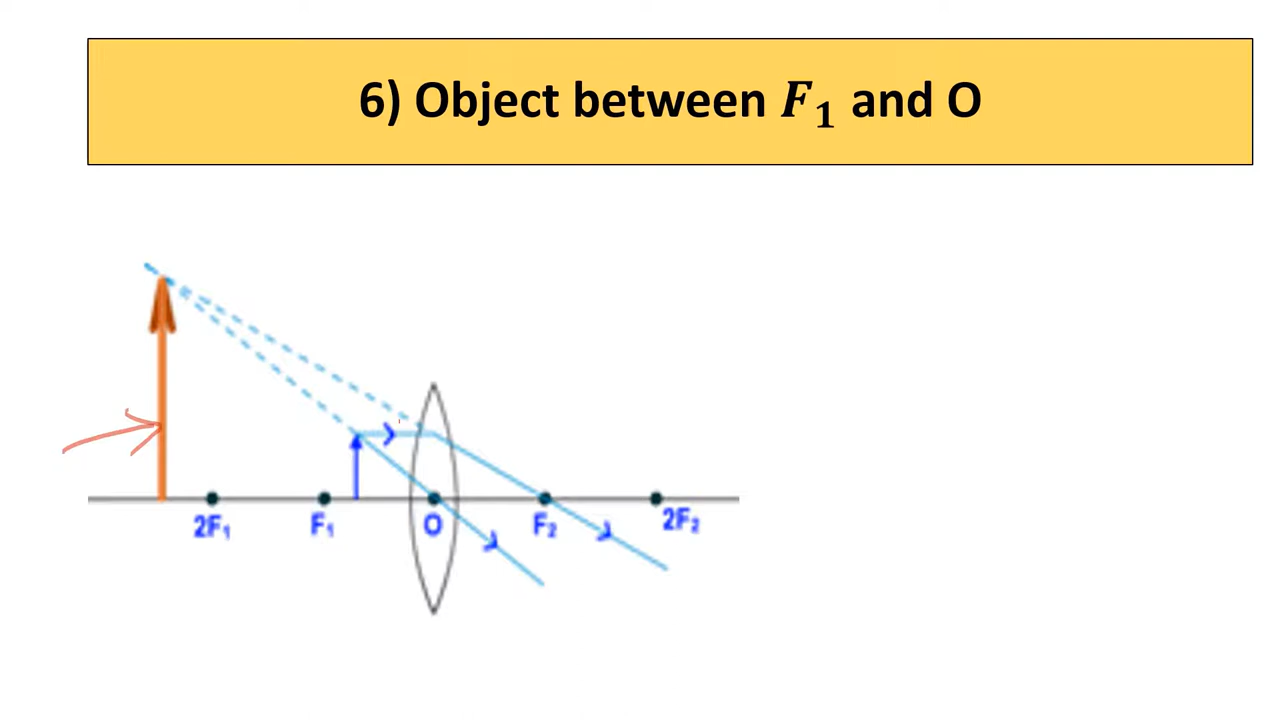 6) Object between F₁ and O
2F₁ F₁ O F₂ 2F₂